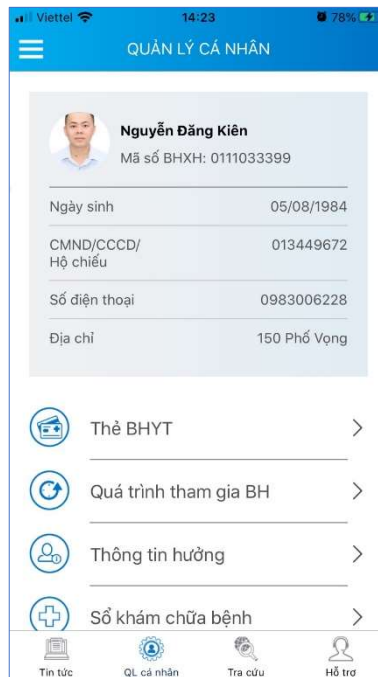 Viettel 14:23 78%
QUẢN LÝ CÁ NHÂN
Nguyễn Đăng Kiên
Mã số BHXH: 0111033399
Ngày sinh 05/08/1984
CMND/CCCD/ 013449672
Hộ chiếu
Số điện thoại 0983006228
Địa chỉ 150 Phố Vọng
Thẻ BHYT
Quá trình tham gia BH
Thông tin hưởng
Sổ khám chữa bệnh
Tin tức QL cá nhân Tra cứu Hỗ trợ